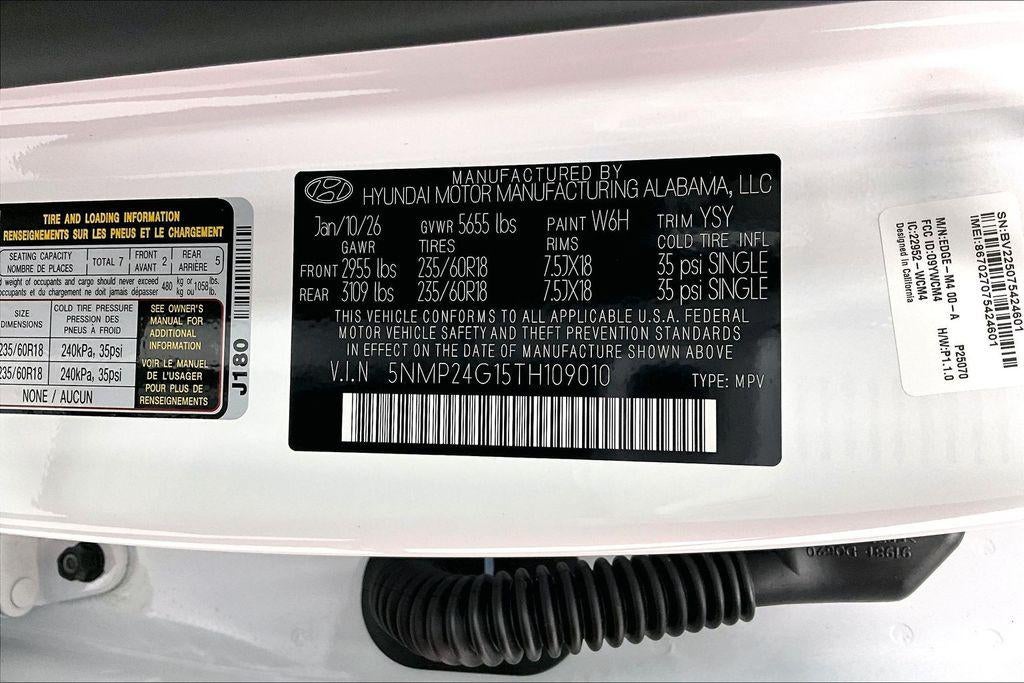 TIRE AND LOADING INFORMATION
RENSEIGNEMENTS SUR LES PNEUS ET LE CHARGEMENT
SEATING CAPACITY
NOMBRE DE PLACES
TOTAL 7
FRONT
AVANT 2
REAR
ARRIÈRE 5
weight of occupants and cargo should never exceed 480 kg or 1058 lb.
occupants et du chargement ne doit jamais dépasser kg ou lb.
SIZE
DIMENSIONS
COLD TIRE PRESSURE
PRESSION DES
PNEUS À FROID
235/60R18 240kPa, 35psi
235/60R18 240kPa, 35psi
NONE / AUCUN
SEE OWNER'S
MANUAL FOR
ADDITIONAL
INFORMATION
VOIR LE MANUEL
DE L'USAGER
POUR PLUS DE
RENSEIGNEMENTS
J180
MANUFACTURED BY
HYUNDAI MOTOR MANUFACTURING ALABAMA, LLC
Jan/10/26 GVWR 5655 lbs PAINT W6H TRIM YSY
GAWR TIRES RIMS COLD TIRE INFL
FRONT 2955 lbs 235/60R18 7.5JX18 35 psi SINGLE
REAR 3109 lbs 235/60R18 7.5JX18 35 psi SINGLE
THIS VEHICLE CONFORMS TO ALL APPLICABLE U.S.A. FEDERAL
MOTOR VEHICLE SAFETY AND THEFT PREVENTION STANDARDS
IN EFFECT ON THE DATE OF MANUFACTURE SHOWN ABOVE
V.I.N 5NMP24G15TH109010 TYPE: MPV
SN:BV225075424601
IMEI:867027075424601
M/N:EDGE-M4 00-A P25070
FCC ID:09YWCN4 H/W:P1.1.0
IC:22952-WCN4
Designed in California